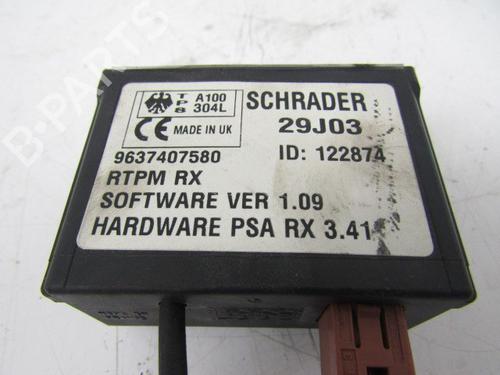 T P S A100 304L
SCHRADER
CE MADE IN UK
29J03
9637407580
ID: 122874
RTPM RX
SOFTWARE VER 1.09
HARDWARE PSA RX 3.41
B-PARTS